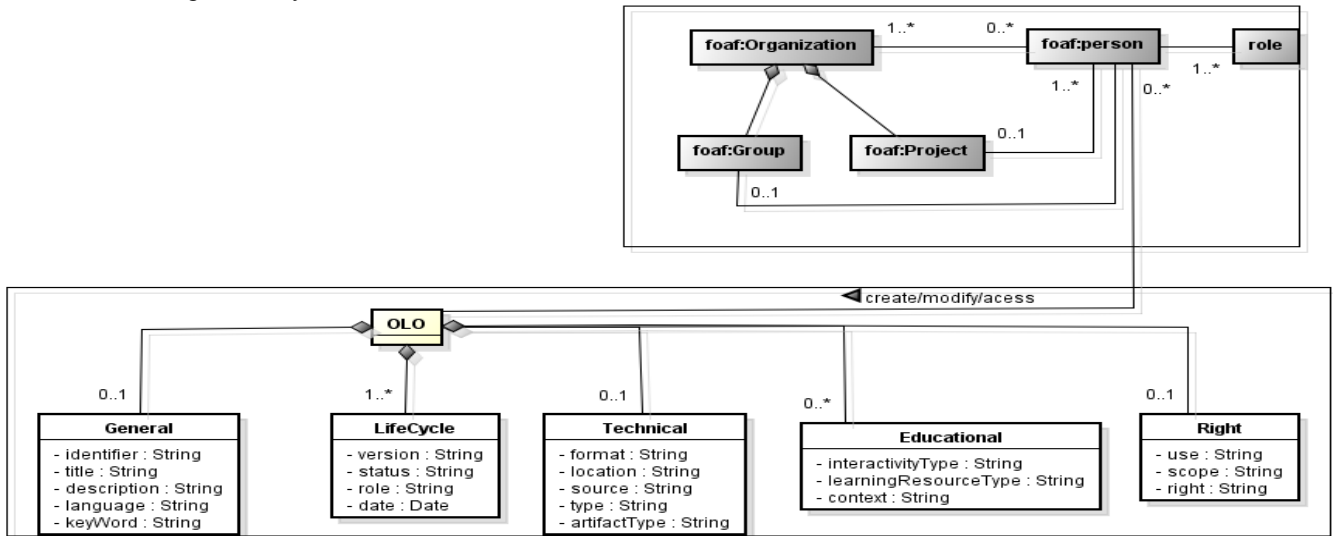 1..*
0..*
foaf:Organization
foaf:person
role
1..*
1..*
0..*
foaf:Group
foaf:Project
0..1
0..1
create/modify/acess
OLO
0..1
1..*
0..1
0..*
0..1
General
- identifier : String
- title : String
- description : String
- language : String
- keyWord : String
LifeCycle
- version : String
- status : String
- role : String
- date : Date
Technical
- format : String
- location : String
- source : String
- type : String
- artifactType : String
Educational
- interactivityType : String
- learningResourceType : String
- context : String
Right
- use : String
- scope : String
- right : String